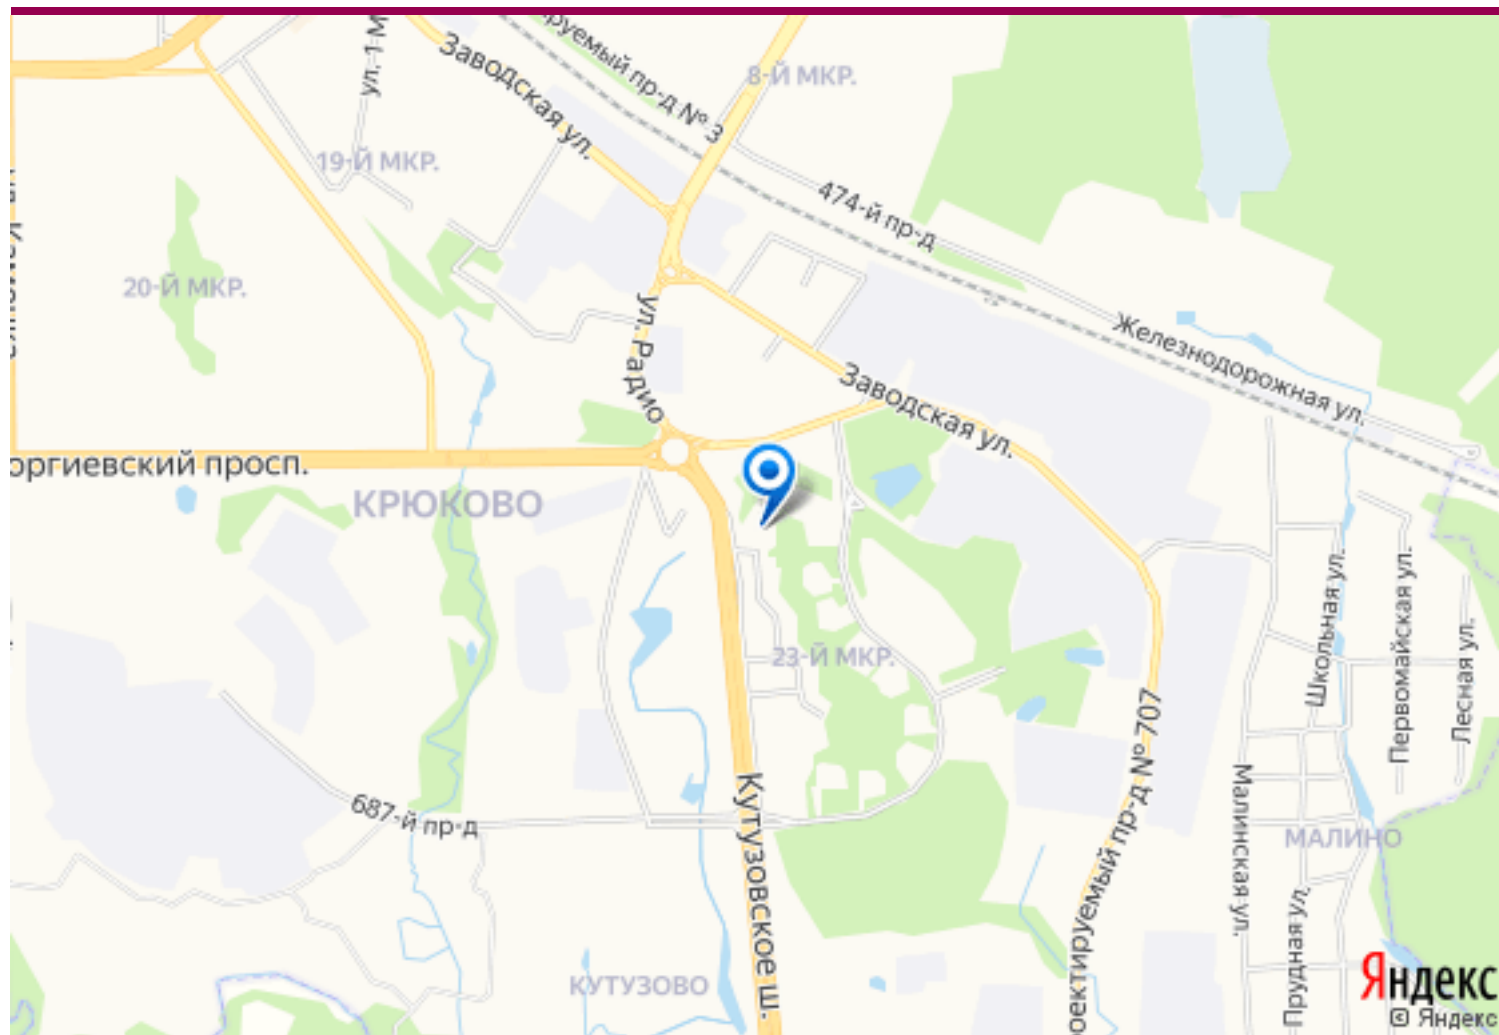 ул. 1 М
Заводская ул.
руемый пр-д № 3
8-Й МКР.
19-Й МКР.
474-й пр-д
20-Й МКР.
ул. Радио
Железнодорожная ул.
Заводская ул.
оргиевский просп.
КРЮКОВО
23-Й МКР.
Школьная ул.
Первомайская ул.
Лесная ул.
687-й пр-д
Кутузовское ш.
оектируемый пр-д № 707
Малинская ул.
МАЛИНО
Прудная ул.
КУТУЗОВО
Яндекс
© Яндекс